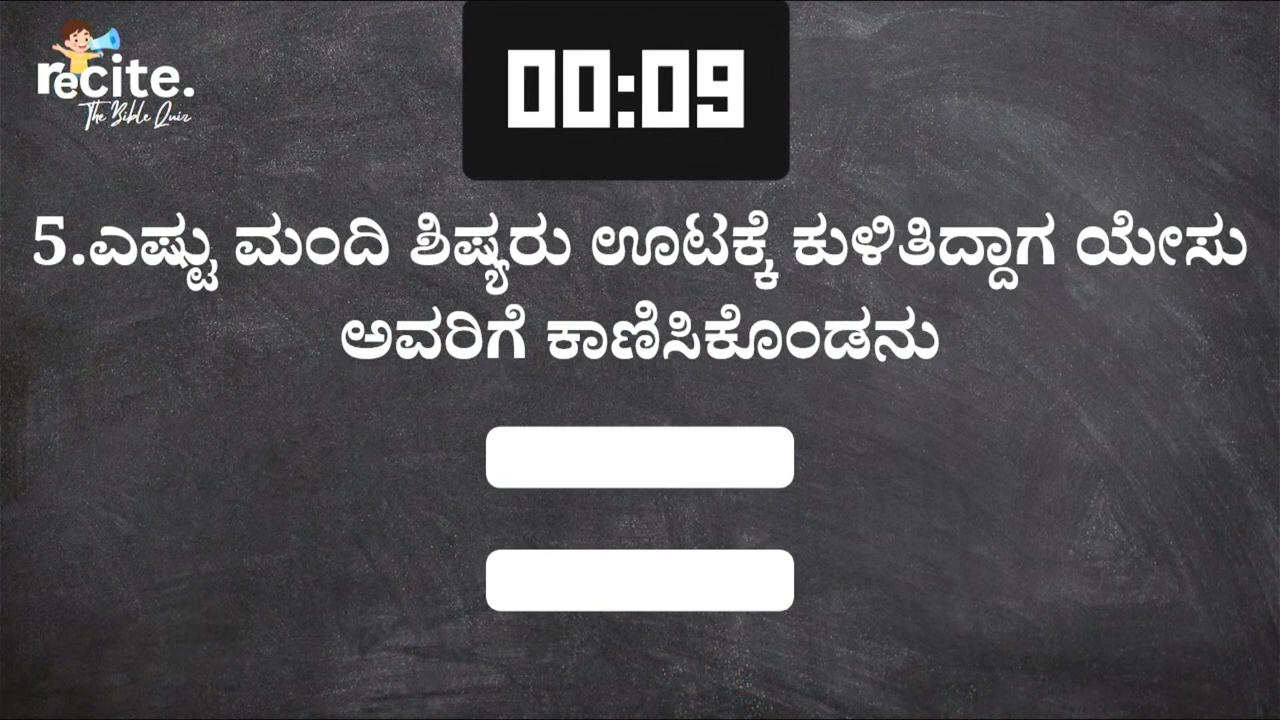 recite.
The Bible Quiz
00:09
5.ಎಷ್ಟು ಮಂದಿ ಶಿಷ್ಯರು ಊಟಕ್ಕೆ ಕುಳಿತಿದ್ದಾಗ ಯೇಸು
ಅವರಿಗೆ ಕಾಣಿಸಿಕೊಂಡನು